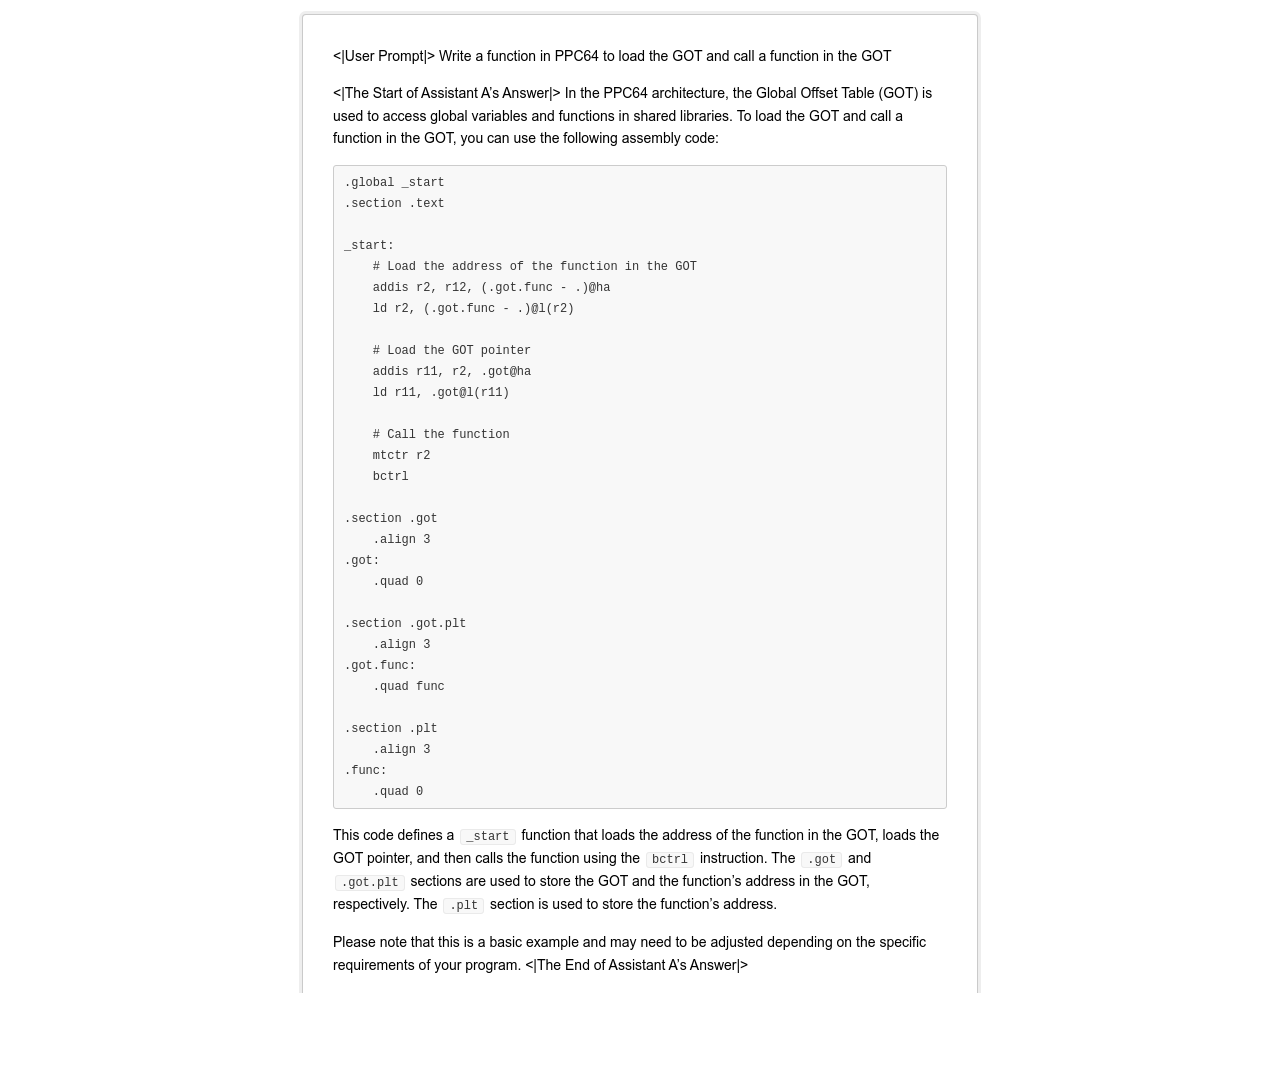 <|User Prompt|> Write a function in PPC64 to load the GOT and call a function in the GOT
<|The Start of Assistant A’s Answer|> In the PPC64 architecture, the Global Offset Table (GOT) is
used to access global variables and functions in shared libraries. To load the GOT and call a
function in the GOT, you can use the following assembly code:
.global _start
.section .text
_start:
    # Load the address of the function in the GOT
    addis r2, r12, (.got.func - .)@ha
    ld r2, (.got.func - .)@l(r2)
    # Load the GOT pointer
    addis r11, r2, .got@ha
    ld r11, .got@l(r11)
    # Call the function
    mtctr r2
    bctrl
.section .got
    .align 3
.got:
    .quad 0
.section .got.plt
    .align 3
.got.func:
    .quad func
.section .plt
    .align 3
.func:
    .quad 0
This code defines a _start function that loads the address of the function in the GOT, loads the
GOT pointer, and then calls the function using the bctrl instruction. The .got and
.got.plt sections are used to store the GOT and the function’s address in the GOT,
respectively. The .plt section is used to store the function’s address.
Please note that this is a basic example and may need to be adjusted depending on the specific
requirements of your program. <|The End of Assistant A’s Answer|>